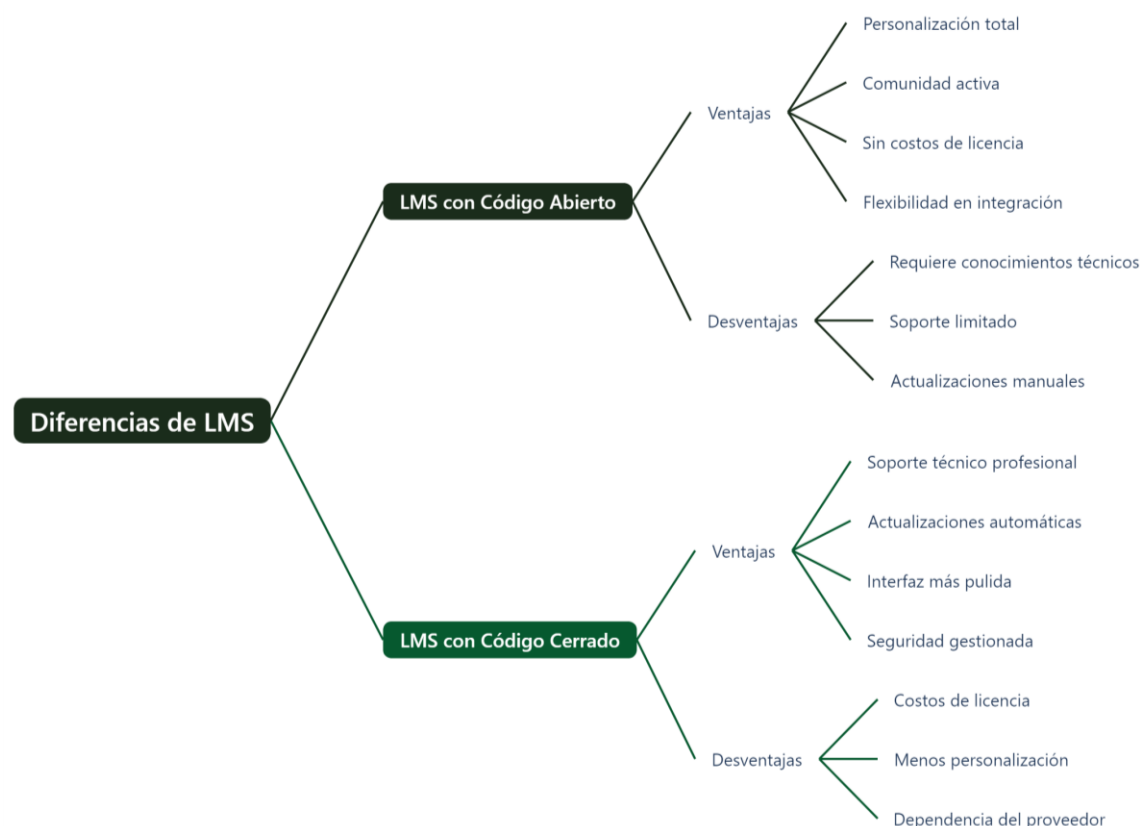 Diferencias de LMS
LMS con Código Abierto
Ventajas
Personalización total
Comunidad activa
Sin costos de licencia
Flexibilidad en integración
Desventajas
Requiere conocimientos técnicos
Soporte limitado
Actualizaciones manuales
LMS con Código Cerrado
Ventajas
Soporte técnico profesional
Actualizaciones automáticas
Interfaz más pulida
Seguridad gestionada
Desventajas
Costos de licencia
Menos personalización
Dependencia del proveedor